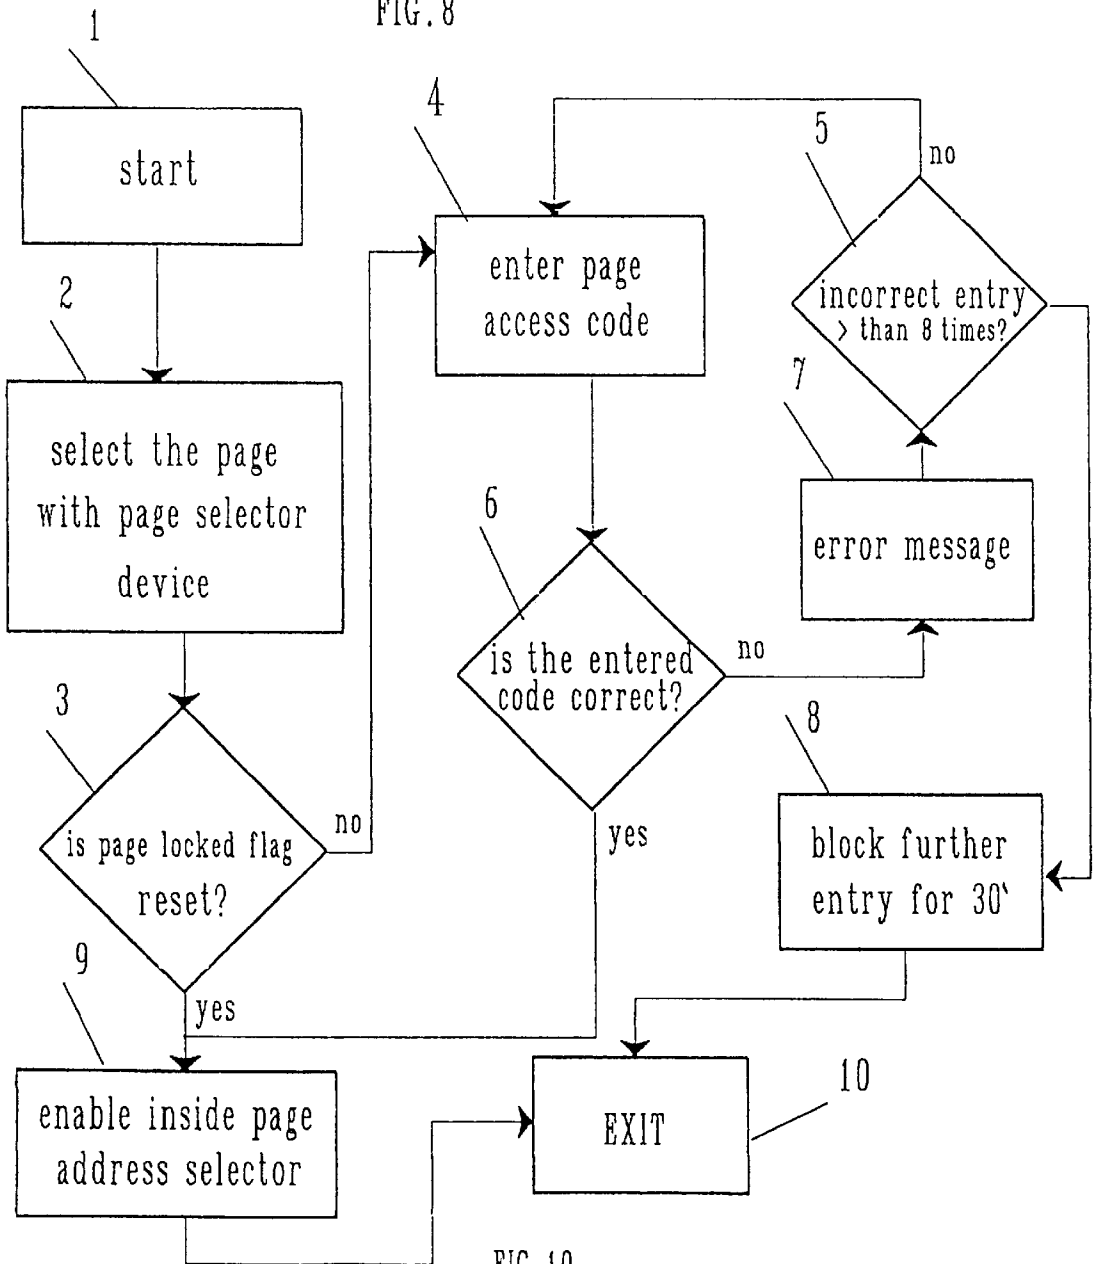 FIG.8
1
start
2
select the page
with page selector
device
3
is page locked flag
reset?
no
yes
9
enable inside page
address selector
4
enter page
access code
6
is the entered
code correct?
no
yes
5
no
incorrect entry
> than 8 times?
7
error message
8
block further
entry for 30‵
EXIT
10
FIG.10